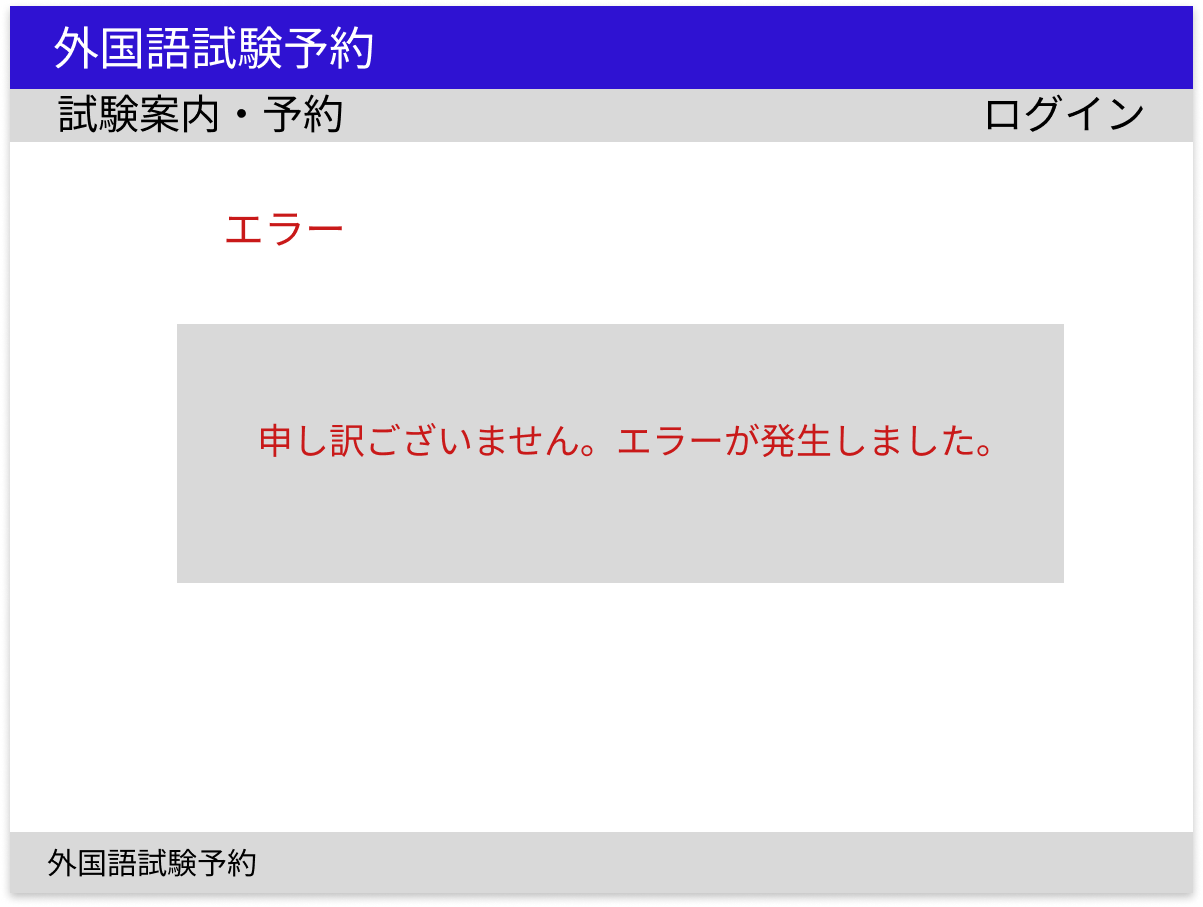 外国語試験予約
試験案内・予約
ログイン
エラー
申し訳ございません。エラーが発生しました。
外国語試験予約